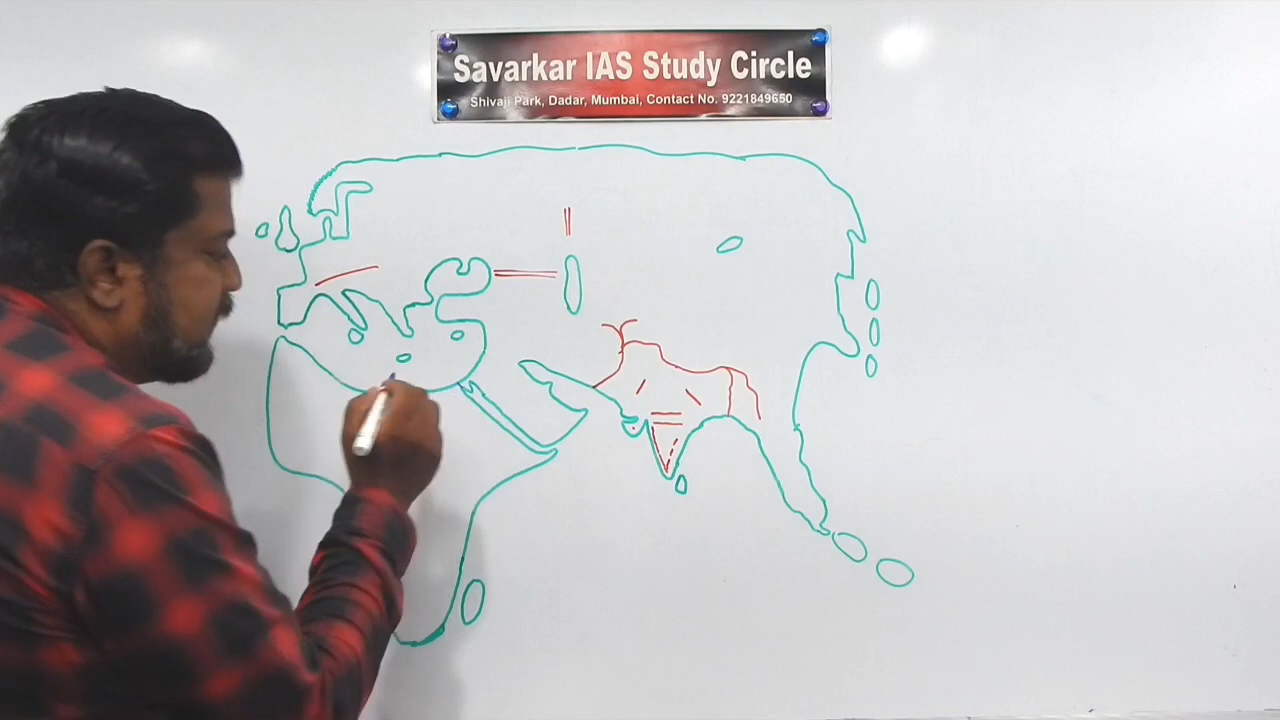 Savarkar IAS Study Circle
Shivaji Park, Dadar, Mumbai, Contact No. 9221849650